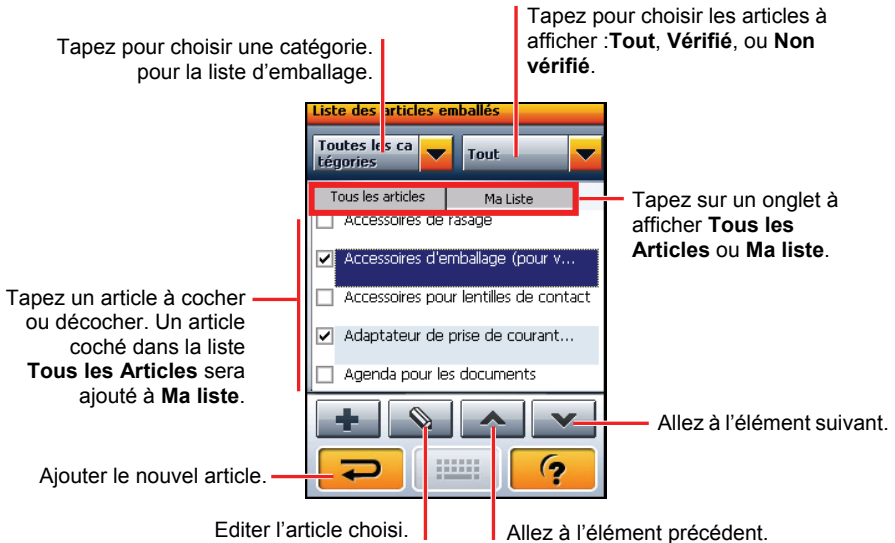 Tapez pour choisir une catégorie.
pour la liste d'emballage.
Tapez pour choisir les articles à
afficher :Tout, Vérifié, ou Non
vérifié.
Liste des articles emballés
Toutes les ca
tégories
Tout
Tous les articles
Ma Liste
Tapez sur un onglet à
afficher Tous les
Articles ou Ma liste.
Accessoires de rasage
Accessoires d'emballage (pour v...
Accessoires pour lentilles de contact
Adaptateur de prise de courant...
Agenda pour les documents
Tapez un article à cocher
ou décocher. Un article
coché dans la liste
Tous les Articles sera
ajouté à Ma liste.
Allez à l'élément suivant.
Ajouter le nouvel article.
Editer l'article choisi.
Allez à l'élément précédent.